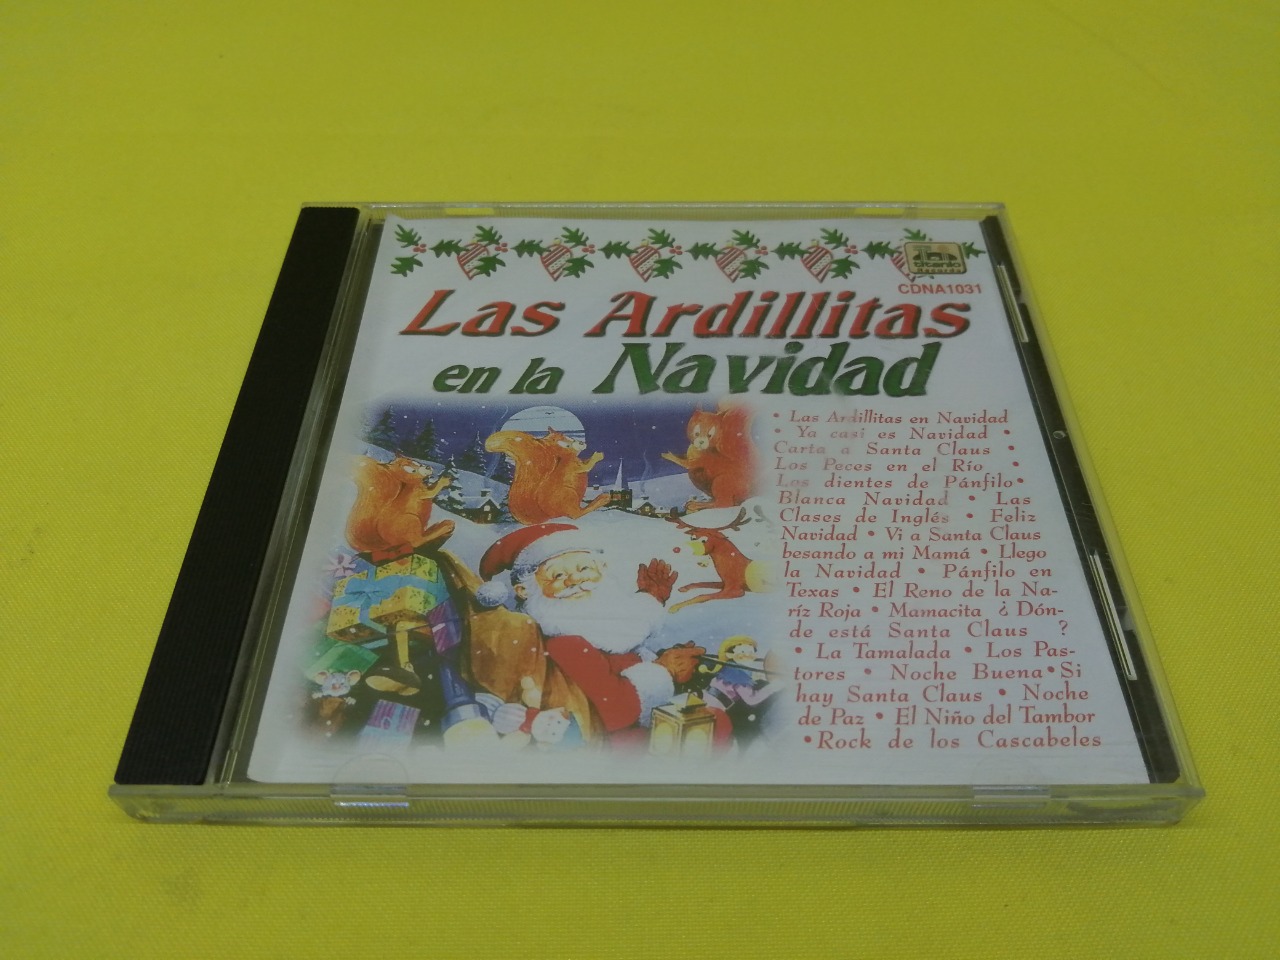 titanio
Records
CDNA1031
Las Ardillitas
en la Navidad
• Las Ardillitas en Navidad
• Ya casi es Navidad •
Carta a Santa Claus •
Los Peces en el Río •
Los dientes de Pánfilo •
Blanca Navidad • Las
Clases de Inglés • Feliz
Navidad • Vi a Santa Claus
besando a mi Mamá • Llego
la Navidad • Pánfilo en
Texas • El Reno de la Na-
ríz Roja • Mamacita ¿ Dón-
de está Santa Claus ?
• La Tamalada • Los Pas-
tores • Noche Buena • Si
hay Santa Claus • Noche
de Paz • El Niño del Tambor
• Rock de los Cascabeles